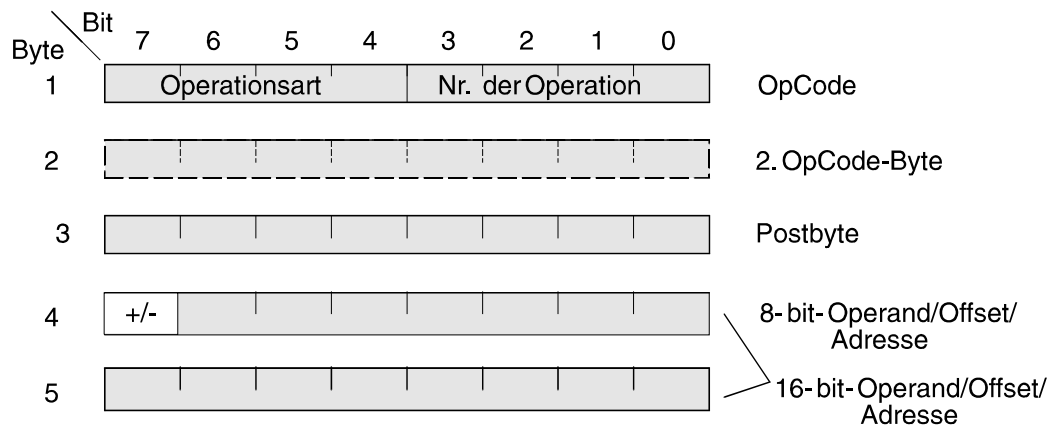 Bit
Byte
7 6 5 4 3 2 1 0
1 Operationsart Nr. der Operation OpCode
2 2. OpCode-Byte
3 Postbyte
4 +/- 8-bit-Operand/Offset/
Adresse
5 16-bit-Operand/Offset/
Adresse